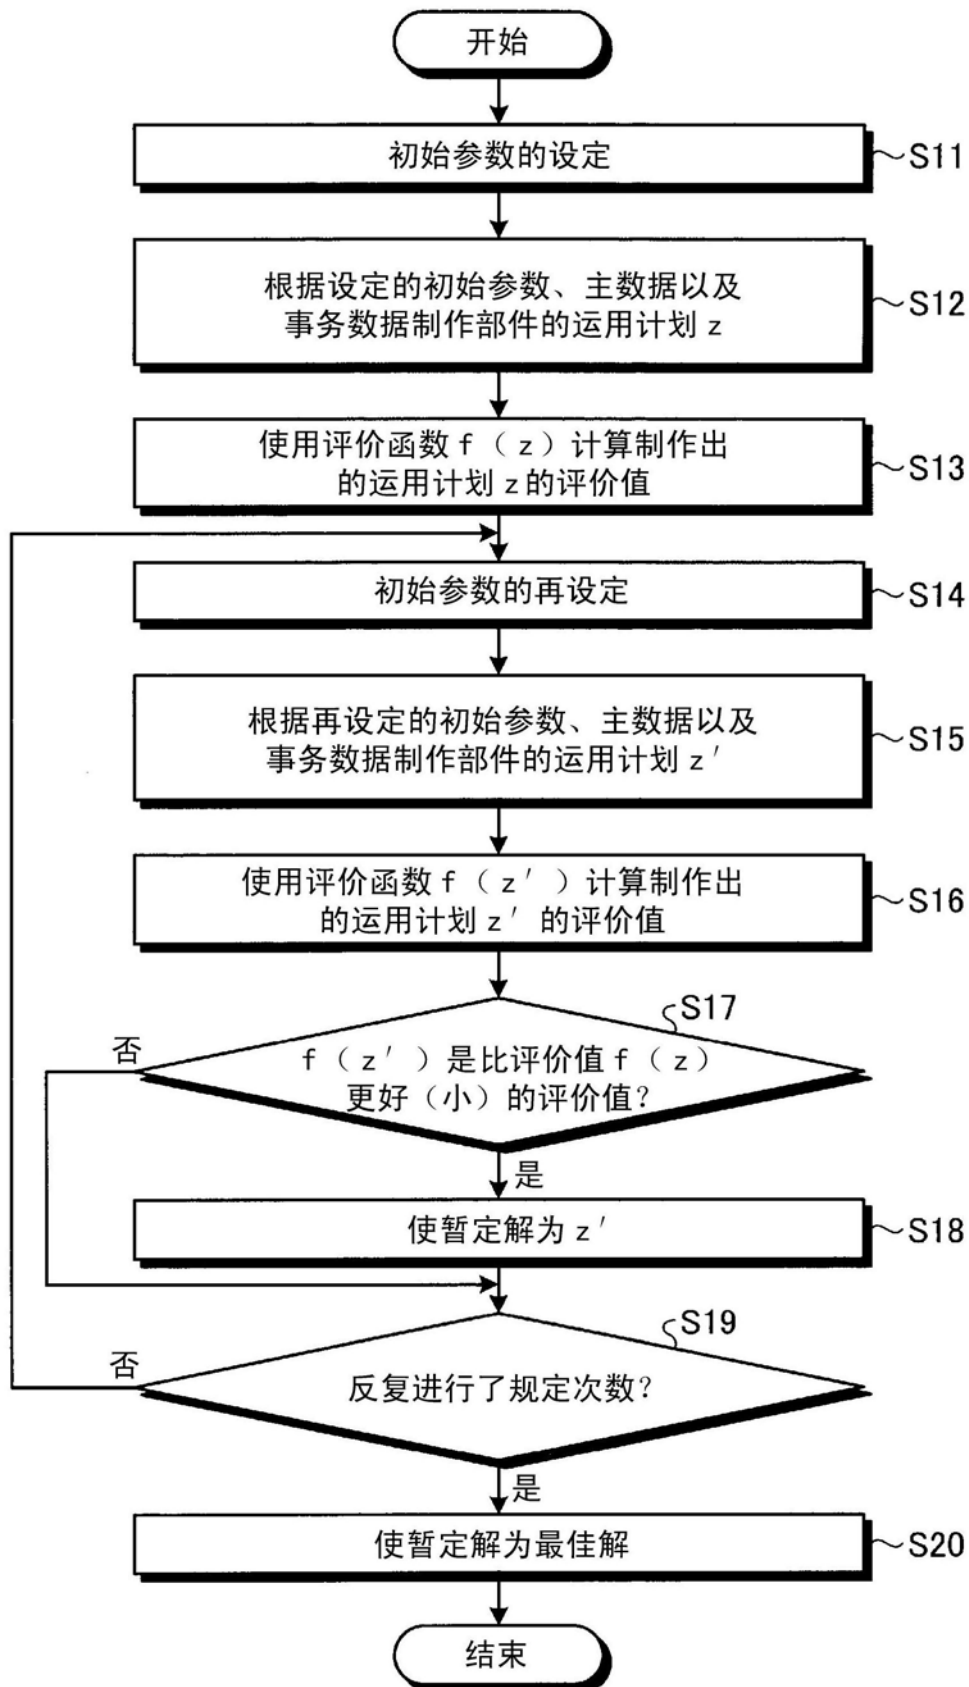 开始
初始参数的设定
S11
根据设定的初始参数、主数据以及
事务数据制作部件的运用计划 z
S12
使用评价函数 f（z）计算制作出
的运用计划 z 的评价值
S13
初始参数的再设定
S14
根据再设定的初始参数、主数据以及
事务数据制作部件的运用计划 z′
S15
使用评价函数 f（z′）计算制作出
的运用计划 z′ 的评价值
S16
S17
否
f（z′）是比评价值 f（z）
更好（小）的评价值?
是
使暂定解为 z′
S18
S19
否
反复进行了规定次数?
是
使暂定解为最佳解
S20
结束